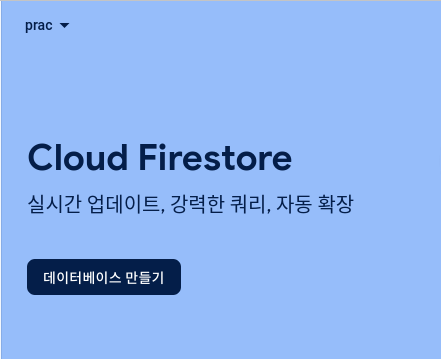 prac
Cloud Firestore
실시간 업데이트, 강력한 쿼리, 자동 확장
데이터베이스 만들기